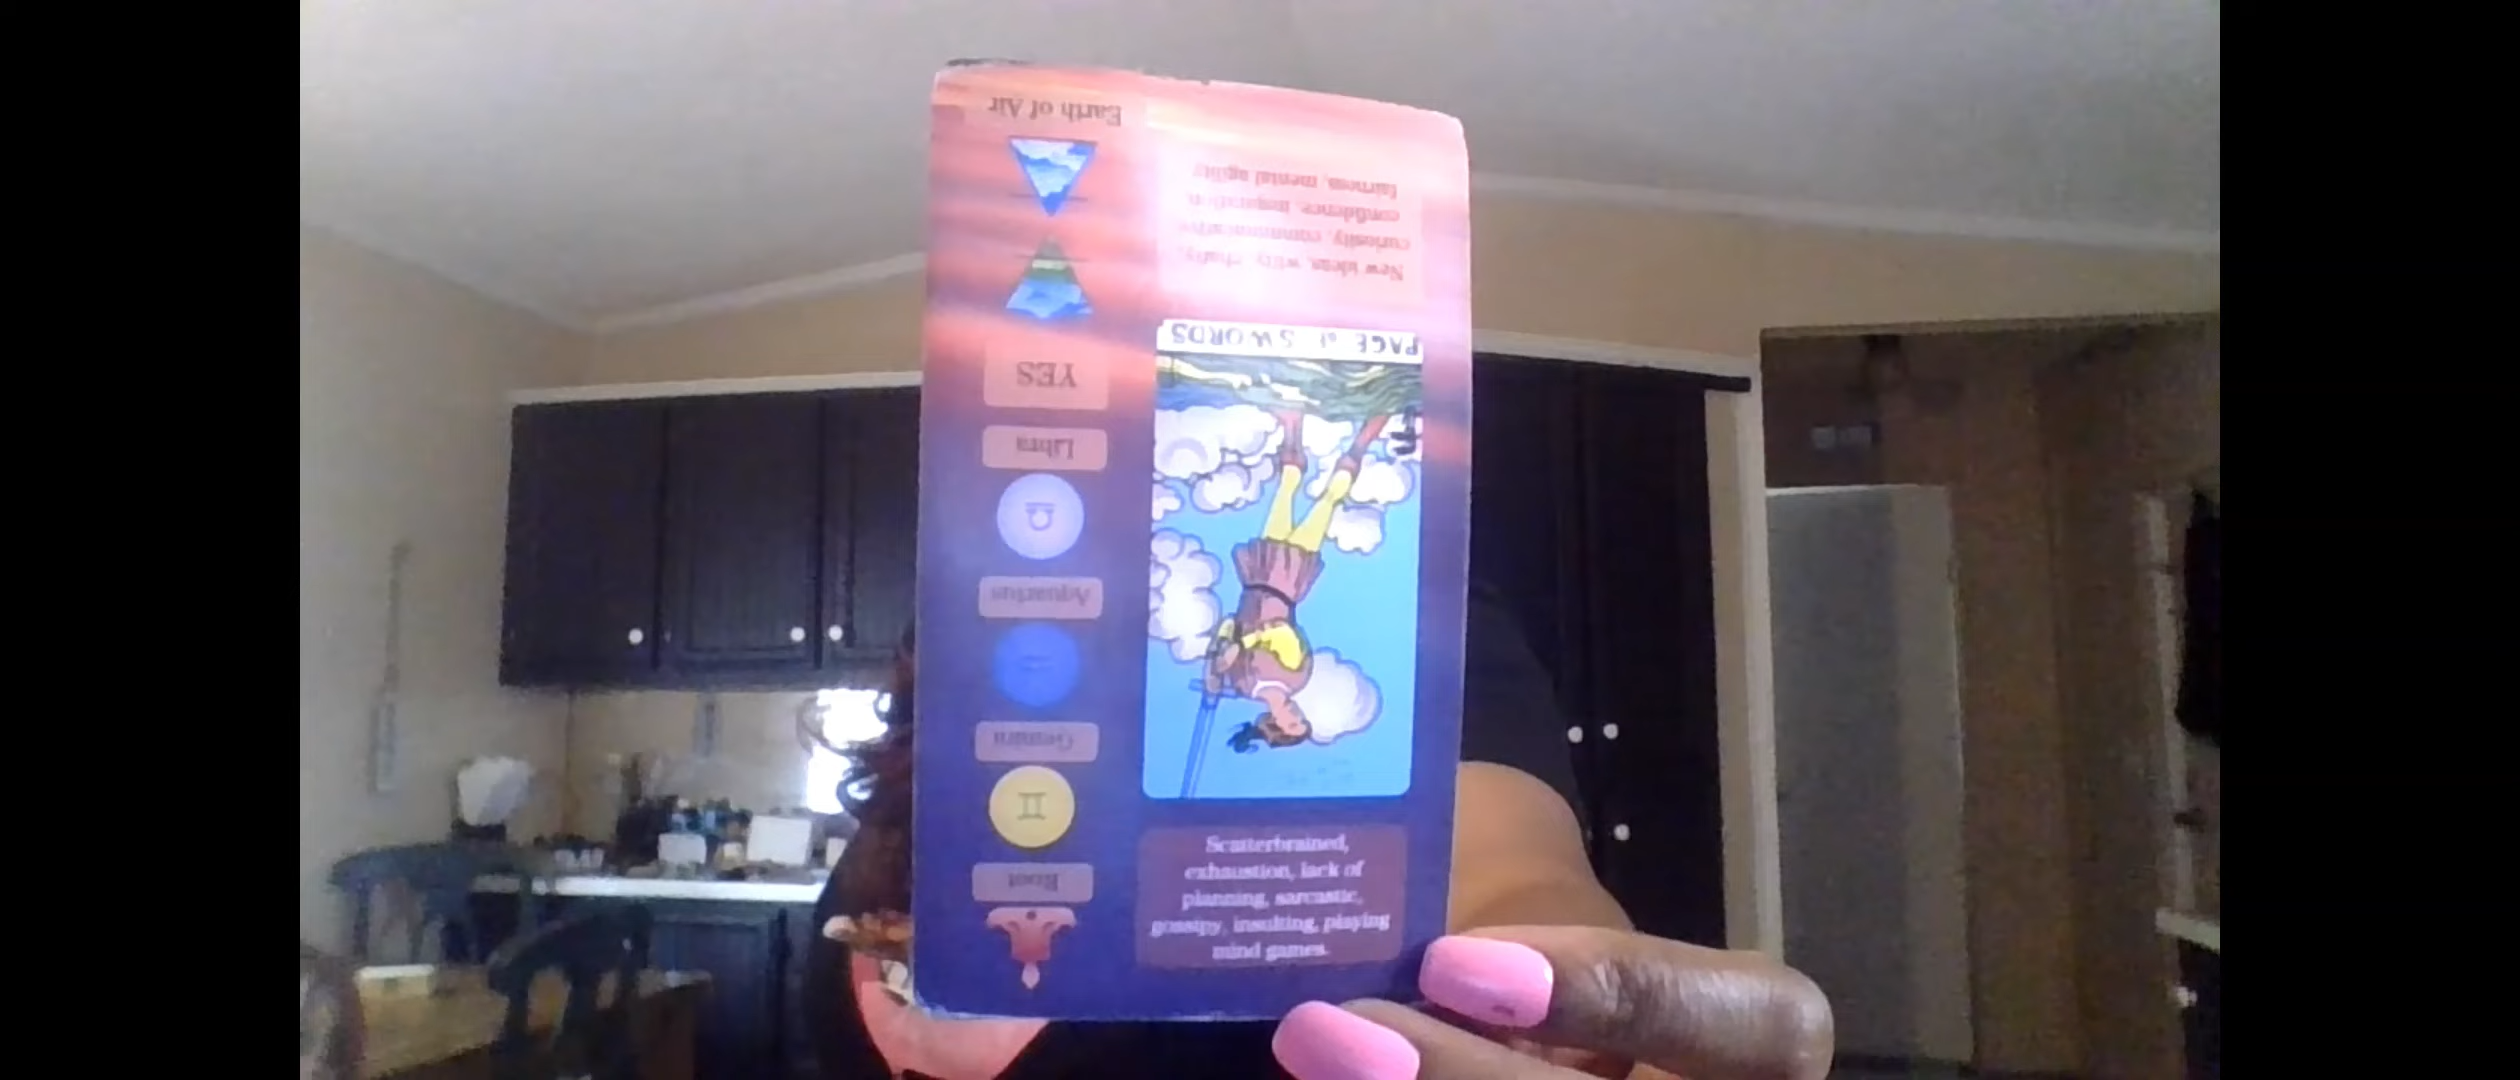 Earth of Air
YES
Libra
Aquarius
Gemini
Root
New ideas, witty, chatty,
curiosity, communicative
confidence, inspiration
fairness, mental agility
PAGE of SWORDS
Scatterbrained,
exhaustion, lack of
planning, sarcastic,
gossipy, insulting, playing
mind games.